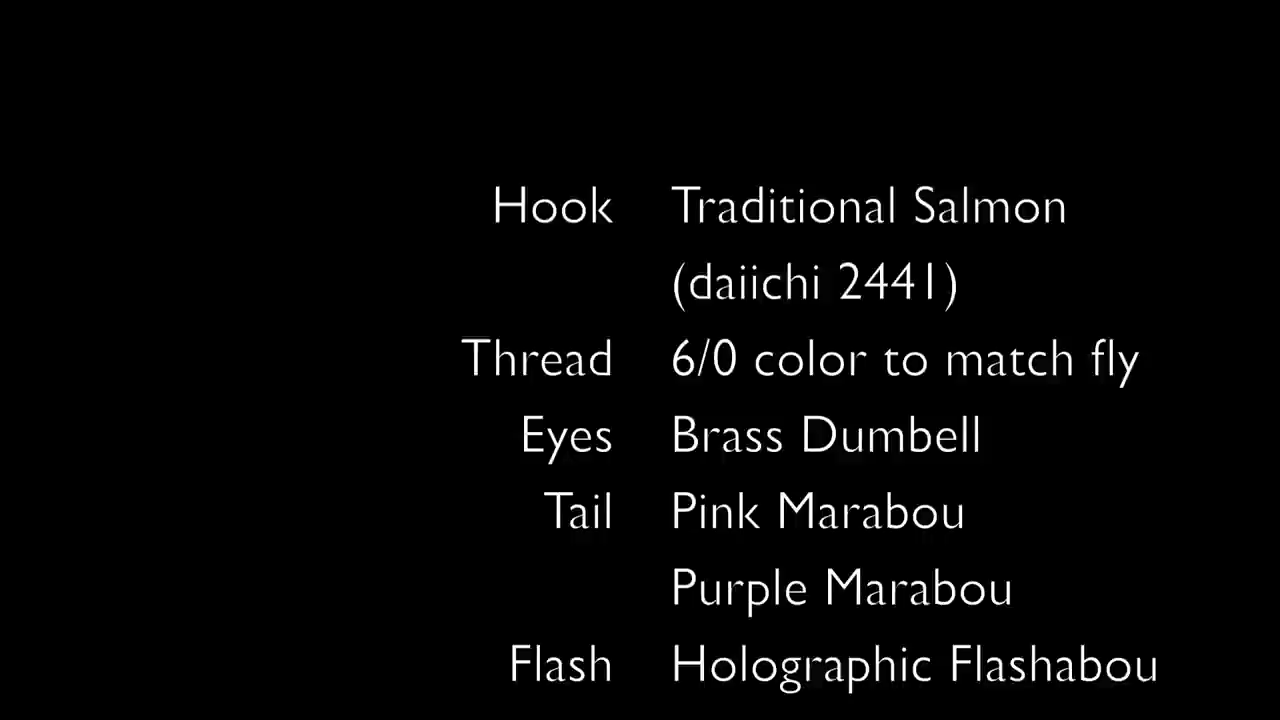 Hook Traditional Salmon
(daiichi 2441)
Thread 6/0 color to match fly
Eyes Brass Dumbell
Tail Pink Marabou
Purple Marabou
Flash Holographic Flashabou